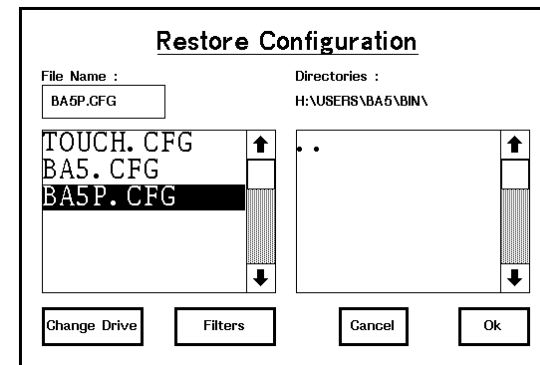 Restore Configuration
File Name :
Directories :
BA5P.CFG
H:\USERS\BA5\BIN\
TOUCH.CFG
BA5.CFG
BA5P.CFG
..
Change Drive
Filters
Cancel
Ok